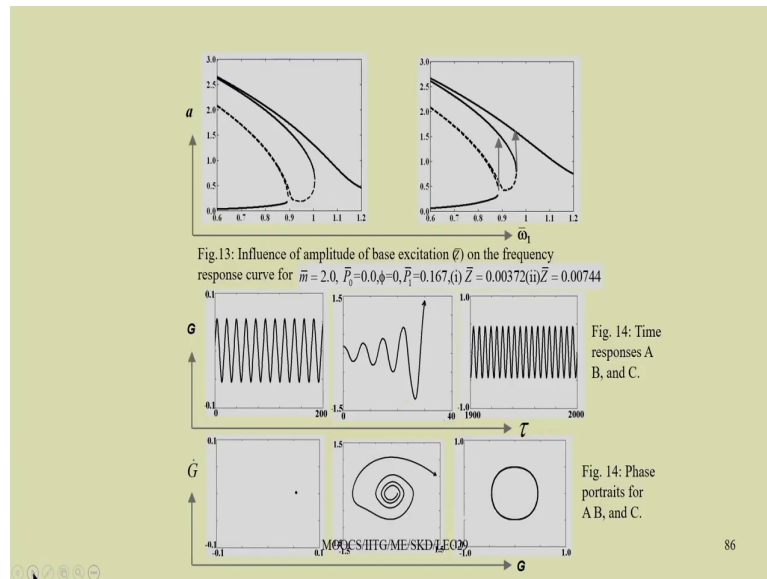 3.0 3.0
a 2.5 2.5
2.0 2.0
1.5 1.5
1.0 1.0
0.5 0.5
0.0 0.0
0.6 0.7 0.8 0.9 1 1.1 1.2 0.6 0.7 0.8 0.9 1 1.1 1.2
ω̄₁
Fig.13: Influence of amplitude of base excitation (Z̄) on the frequency
response curve for m̄ = 2.0, P̄₀=0.0,ϕ=0,P̄₁=0.167,(i) Z̄ = 0.00372(ii)Z̄ = 0.00744
0.1 1.5 1.0
G
Fig. 14: Time
responses A
B, and C.
-0.1 -1.5 -1.0
0 200 0 40 1900 2000
τ
0.1 1.5 1.0
Ġ
Fig. 14: Phase
portraits for
A B, and C.
-0.1 -1.5
-0.1 1.0
MOOCS/IITG/ME/SKD/LEC29
86
G